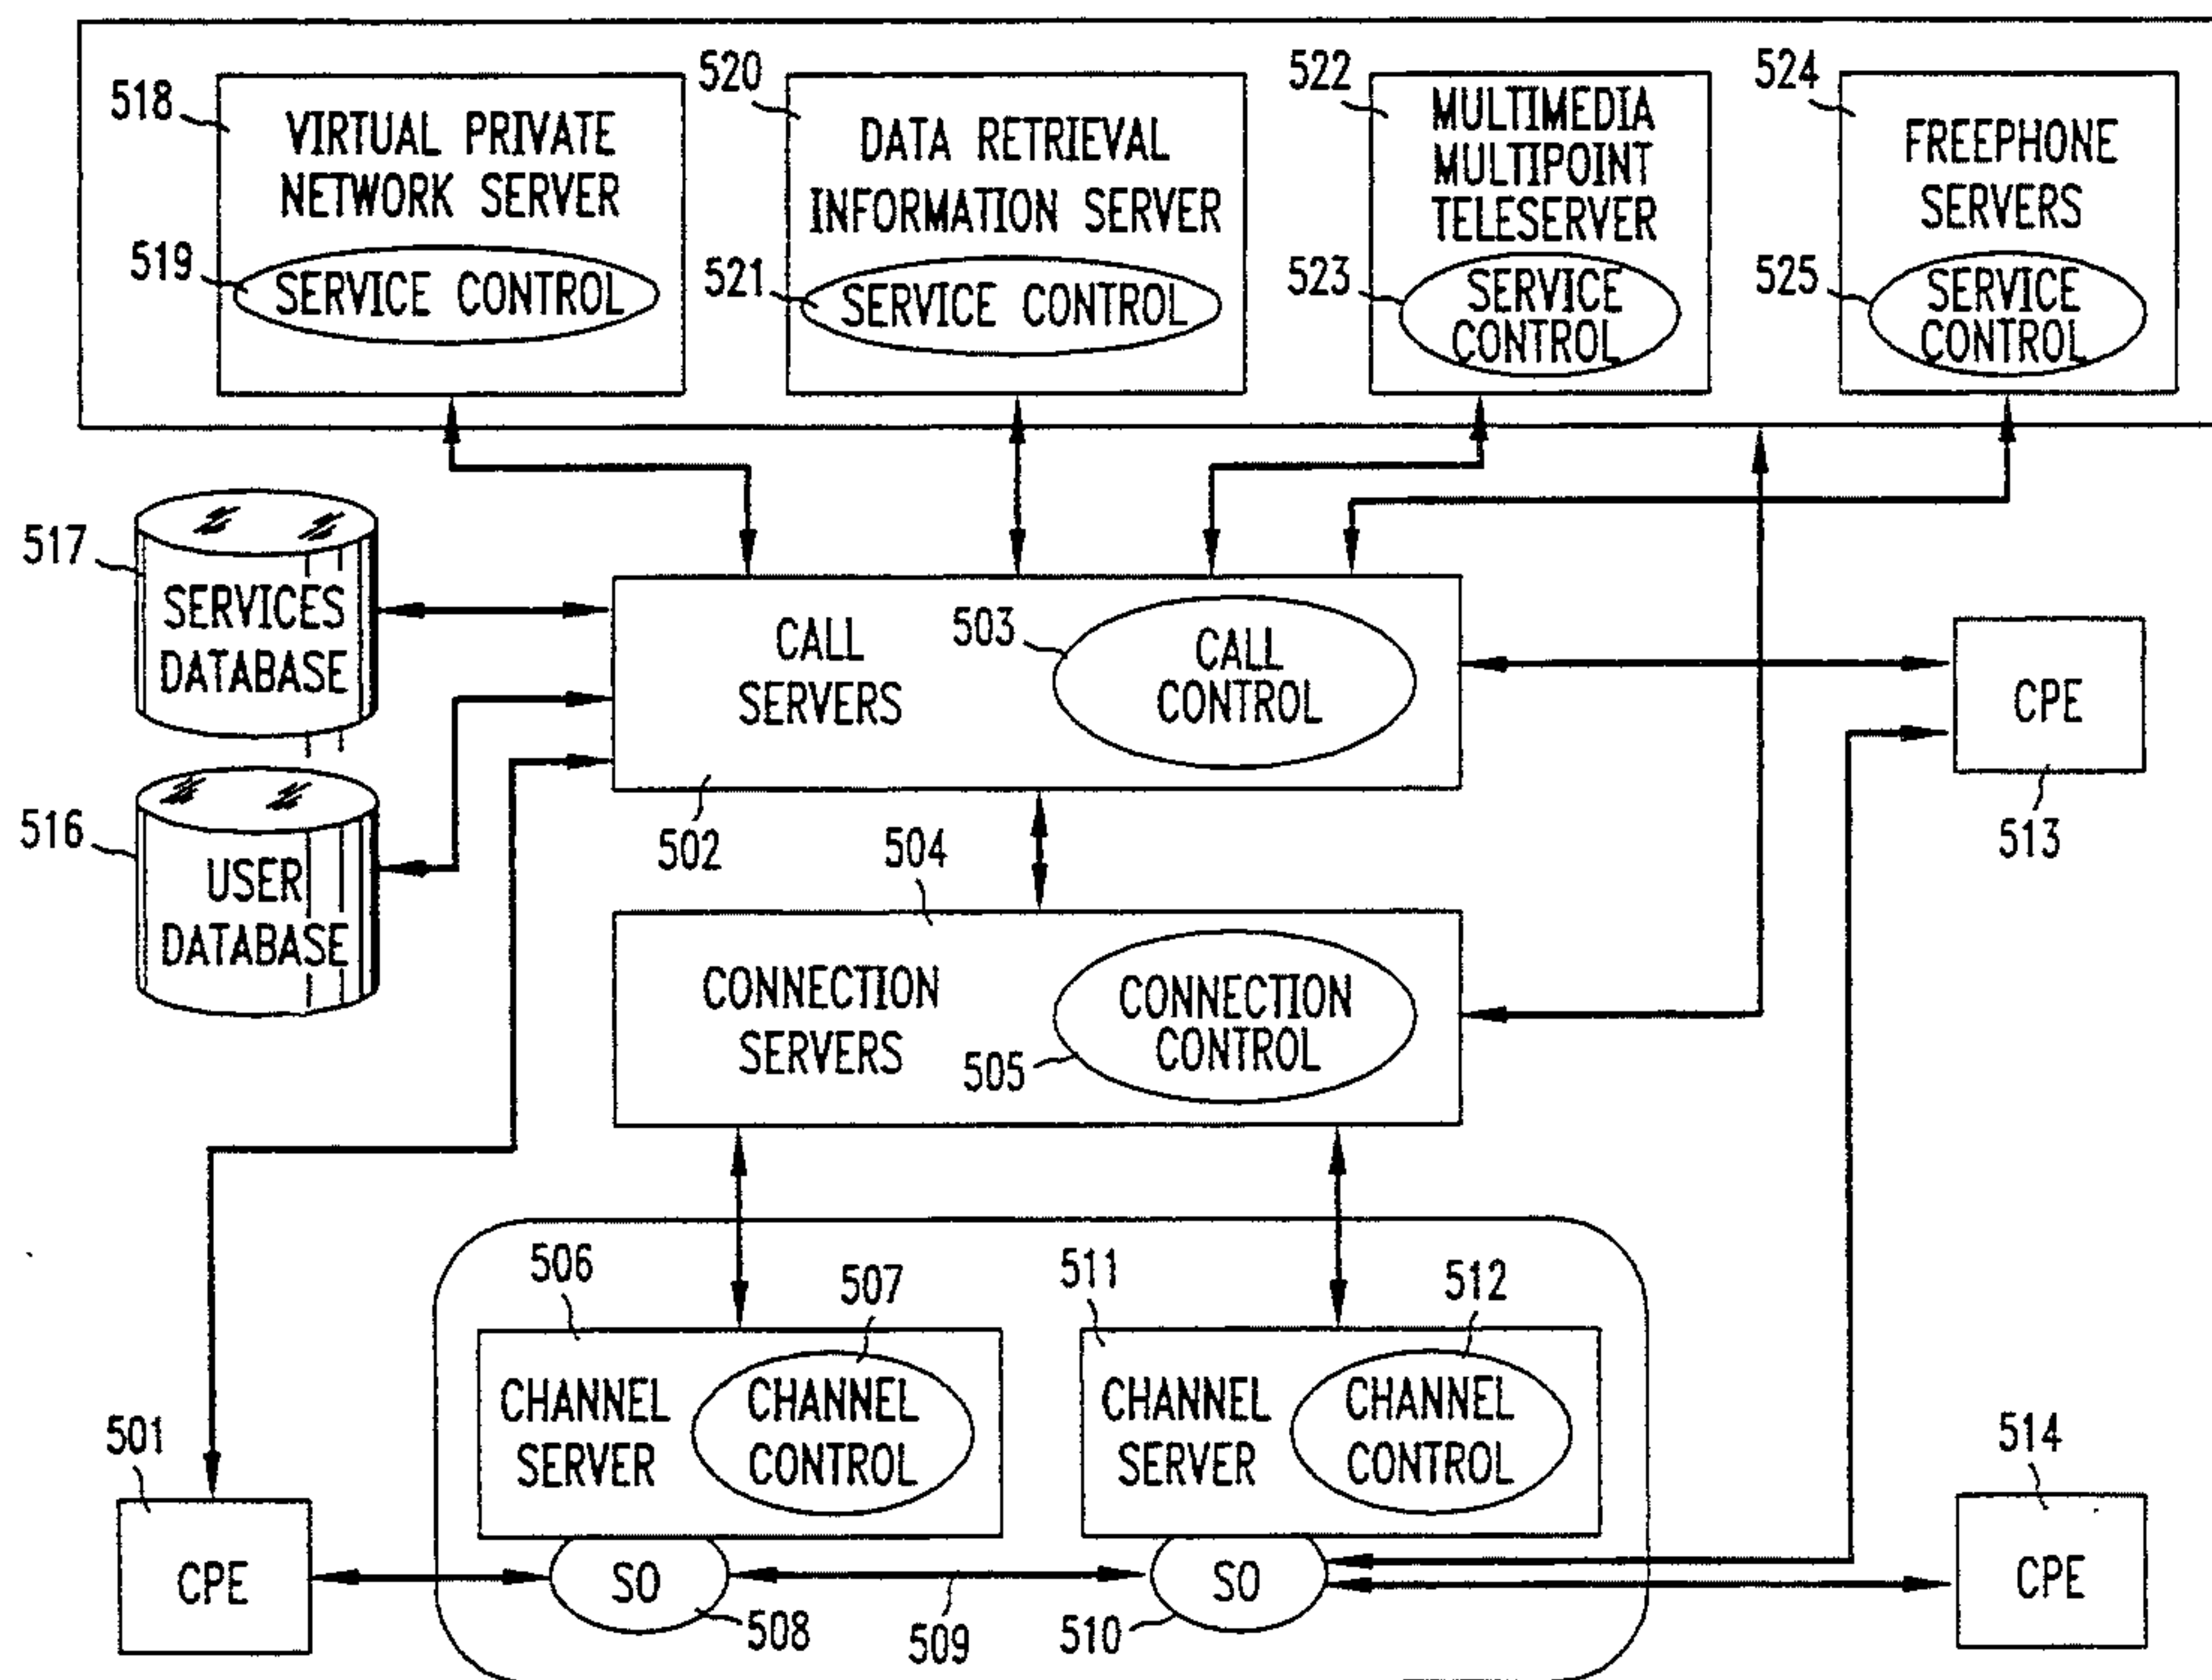 518
VIRTUAL PRIVATE
NETWORK SERVER
519
SERVICE CONTROL
520
DATA RETRIEVAL
INFORMATION SERVER
521
SERVICE CONTROL
522
MULTIMEDIA
MULTIPOINT
TELESERVER
523
SERVICE
CONTROL
524
FREEPHONE
SERVERS
525
SERVICE
CONTROL
517
SERVICES
DATABASE
516
USER
DATABASE
CALL
SERVERS
503
CALL
CONTROL
502
CPE
513
504
CONNECTION
SERVERS
CONNECTION
CONTROL
505
506
CHANNEL
SERVER
507
CHANNEL
CONTROL
511
CHANNEL
SERVER
512
CHANNEL
CONTROL
501
CPE
SO
508
509
SO
510
514
CPE